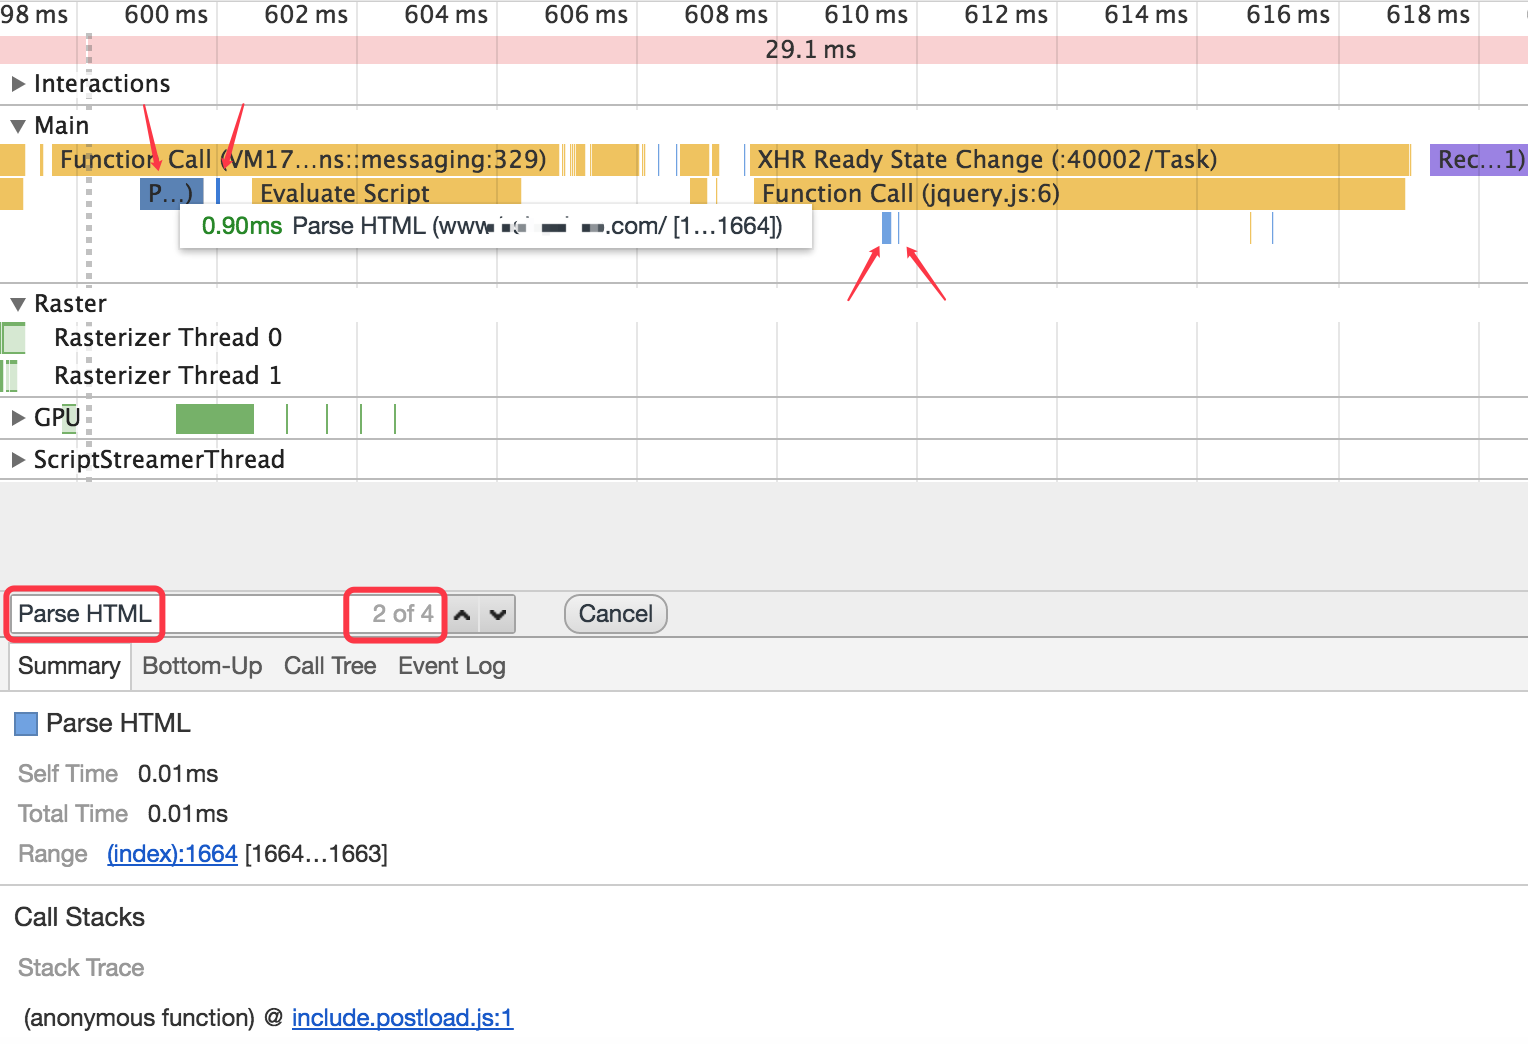 98 ms 600 ms 602 ms 604 ms 606 ms 608 ms 610 ms 612 ms 614 ms 616 ms 618 ms
29.1 ms
Interactions
Main
Function Call (VM17...ns::messaging:329) XHR Ready State Change (:40002/Task) Rec...1)
P...) Evaluate Script Function Call (jquery.js:6)
0.90ms Parse HTML (www .com/ [1...1664])
Raster
Rasterizer Thread 0
Rasterizer Thread 1
GPU
ScriptStreamerThread
Parse HTML 2 of 4 Cancel
Summary Bottom-Up Call Tree Event Log
Parse HTML
Self Time 0.01ms
Total Time 0.01ms
Range (index):1664 [1664...1663]
Call Stacks
Stack Trace
(anonymous function) @ include.postload.js:1